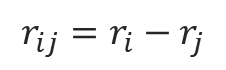 r_{ij} = r_i − r_j